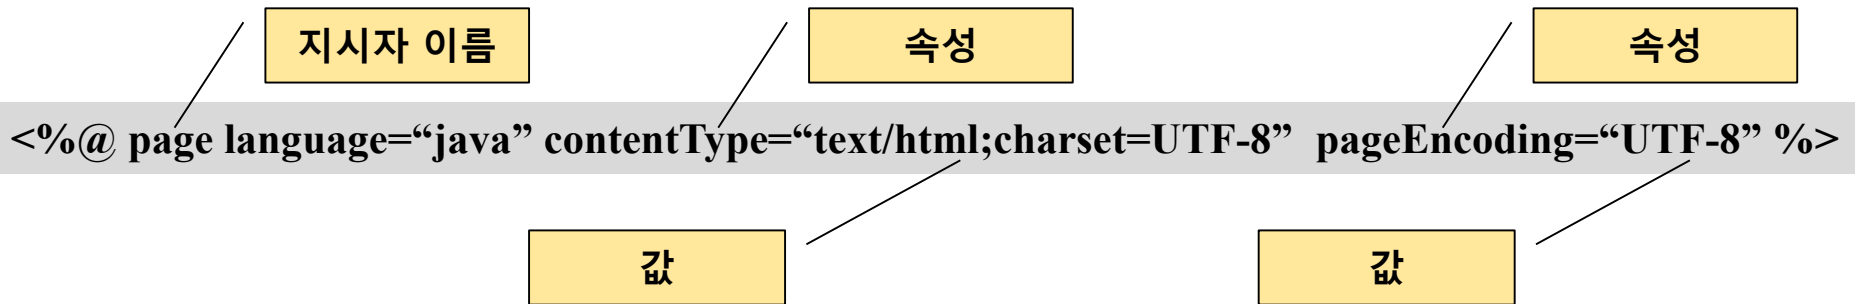 지시자 이름
속성
속성
<%@ page language=“java” contentType=“text/html;charset=UTF-8”  pageEncoding=“UTF-8” %>
값
값